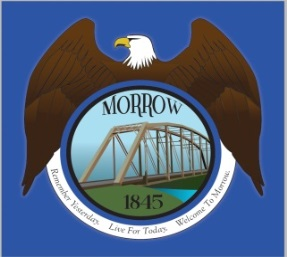 MORROW
1845
Remember Yesterday. Live For Today. Welcome To Morrow.